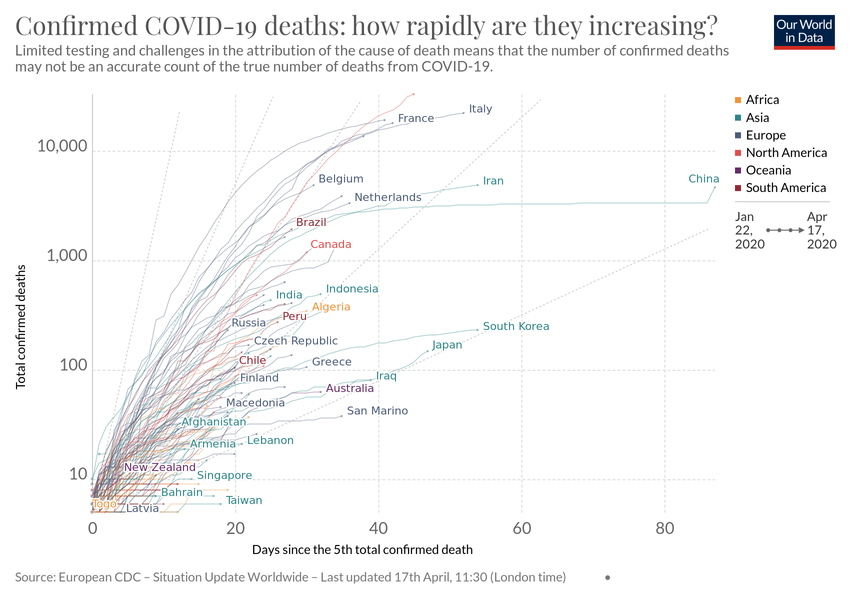 Confirmed COVID-19 deaths: how rapidly are they increasing?
Limited testing and challenges in the attribution of the cause of death means that the number of confirmed deaths
may not be an accurate count of the true number of deaths from COVID-19.
Our World
in Data
Africa
Asia
Europe
North America
Oceania
South America
Jan
22,
2020
Apr
17,
2020
Total confirmed deaths
10,000
1,000
100
10
Italy
France
Belgium
Iran
China
Netherlands
Brazil
Canada
Indonesia
India
Algeria
Peru
Russia
South Korea
Czech Republic
Japan
Chile
Greece
Finland
Iraq
Australia
Macedonia
San Marino
Afghanistan
Armenia
Lebanon
New Zealand
Singapore
Bahrain
Taiwan
Togo
Latvia
0
20
40
60
80
Days since the 5th total confirmed death
Source: European CDC – Situation Update Worldwide – Last updated 17th April, 11:30 (London time)